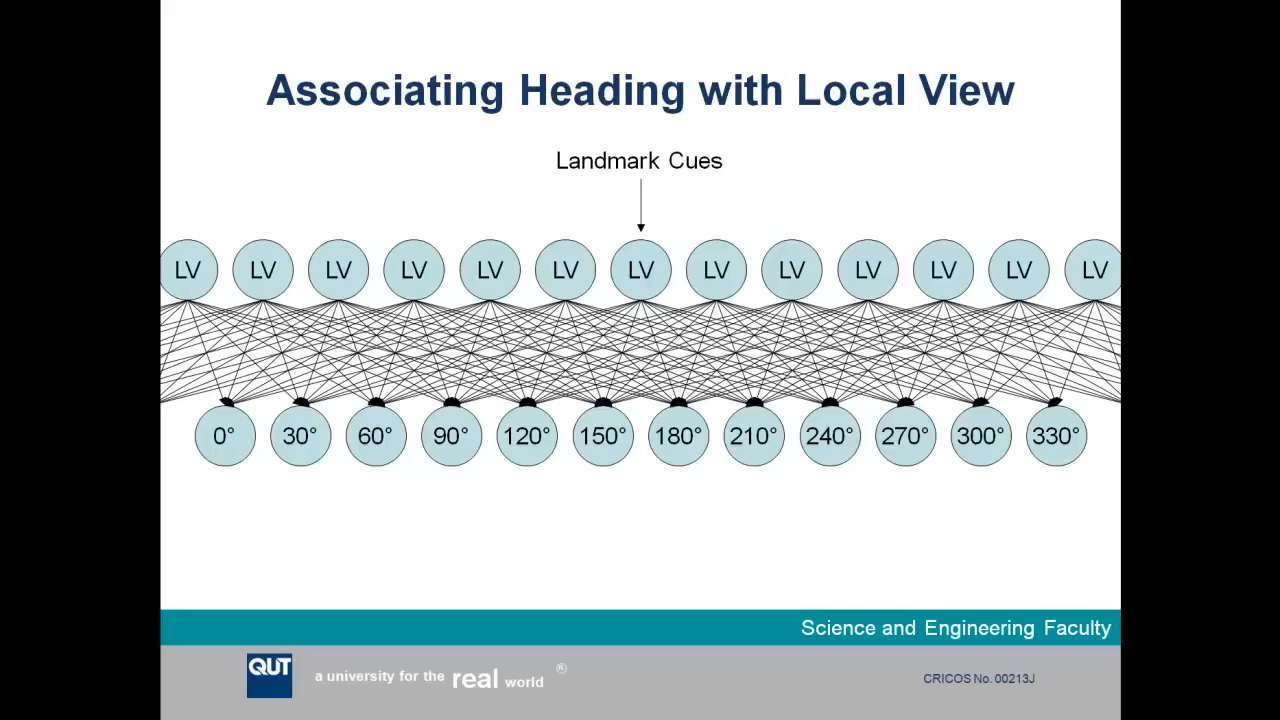 Associating Heading with Local View
Landmark Cues
LV LV LV LV LV LV LV LV LV LV LV LV LV
0° 30° 60° 90° 120° 150° 180° 210° 240° 270° 300° 330°
Science and Engineering Faculty
QUT a university for the real world ® CRICOS No. 00213J